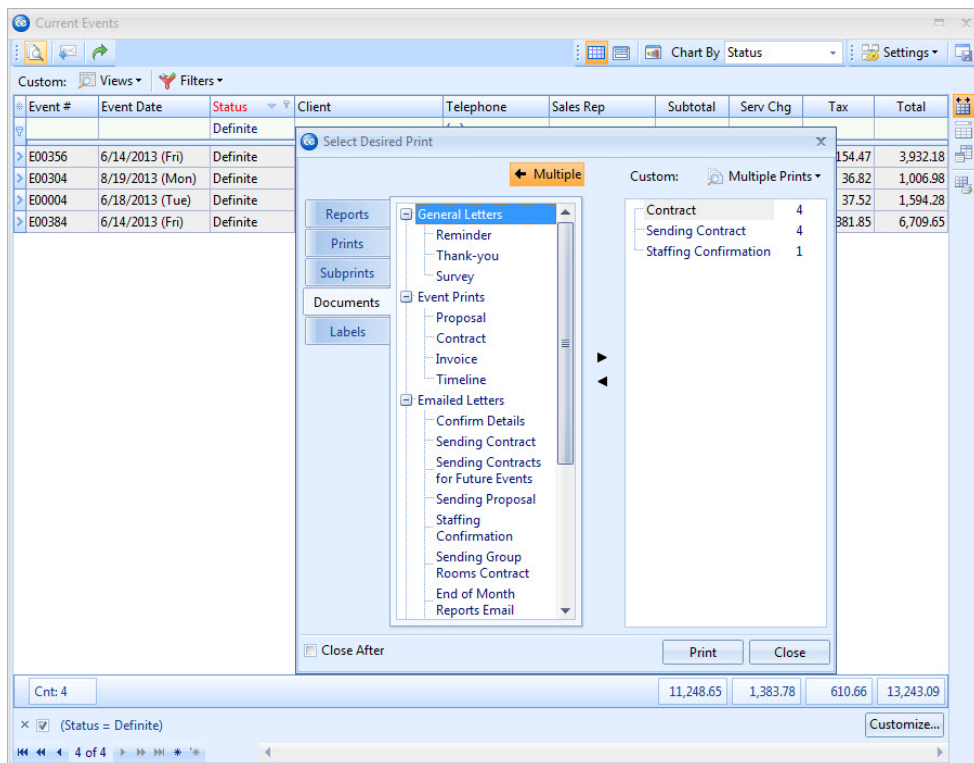 Current Events
Chart By Status Settings
Custom: Views Filters
Event # Event Date Status Client Telephone Sales Rep Subtotal Serv Chg Tax Total
Definite
E00356 6/14/2013 (Fri) Definite 154.47 3,932.18
E00304 8/19/2013 (Mon) Definite 36.82 1,006.98
E00004 6/18/2013 (Tue) Definite 37.52 1,594.28
E00384 6/14/2013 (Fri) Definite 381.85 6,709.65
Select Desired Print
Multiple Custom: Multiple Prints
Reports
Prints
Subprints
Documents
Labels
General Letters
Reminder
Thank-you
Survey
Event Prints
Proposal
Contract
Invoice
Timeline
Emailed Letters
Confirm Details
Sending Contract
Sending Contracts
for Future Events
Sending Proposal
Staffing
Confirmation
Sending Group
Rooms Contract
End of Month
Reports Email
Contract 4
Sending Contract 4
Staffing Confirmation 1
Close After Print Close
Cnt: 4 11,248.65 1,383.78 610.66 13,243.09
(Status = Definite) Customize...
4 of 4